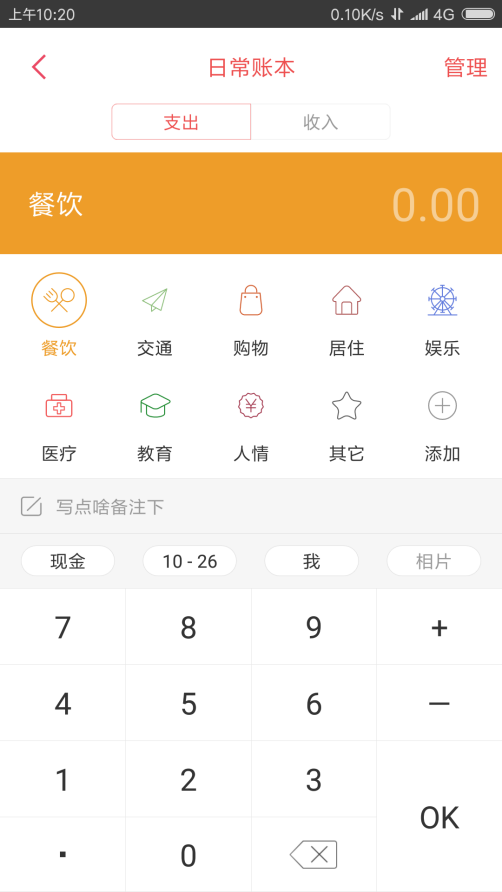 上午10:20 0.10K/s 4G
日常账本 管理
支出 收入
餐饮 0.00
餐饮 交通 购物 居住 娱乐
¥
医疗 教育 人情 其它 添加
写点啥备注下
现金 10 - 26 我 相片
7 8 9 +
4 5 6 —
1 2 3
OK
. 0